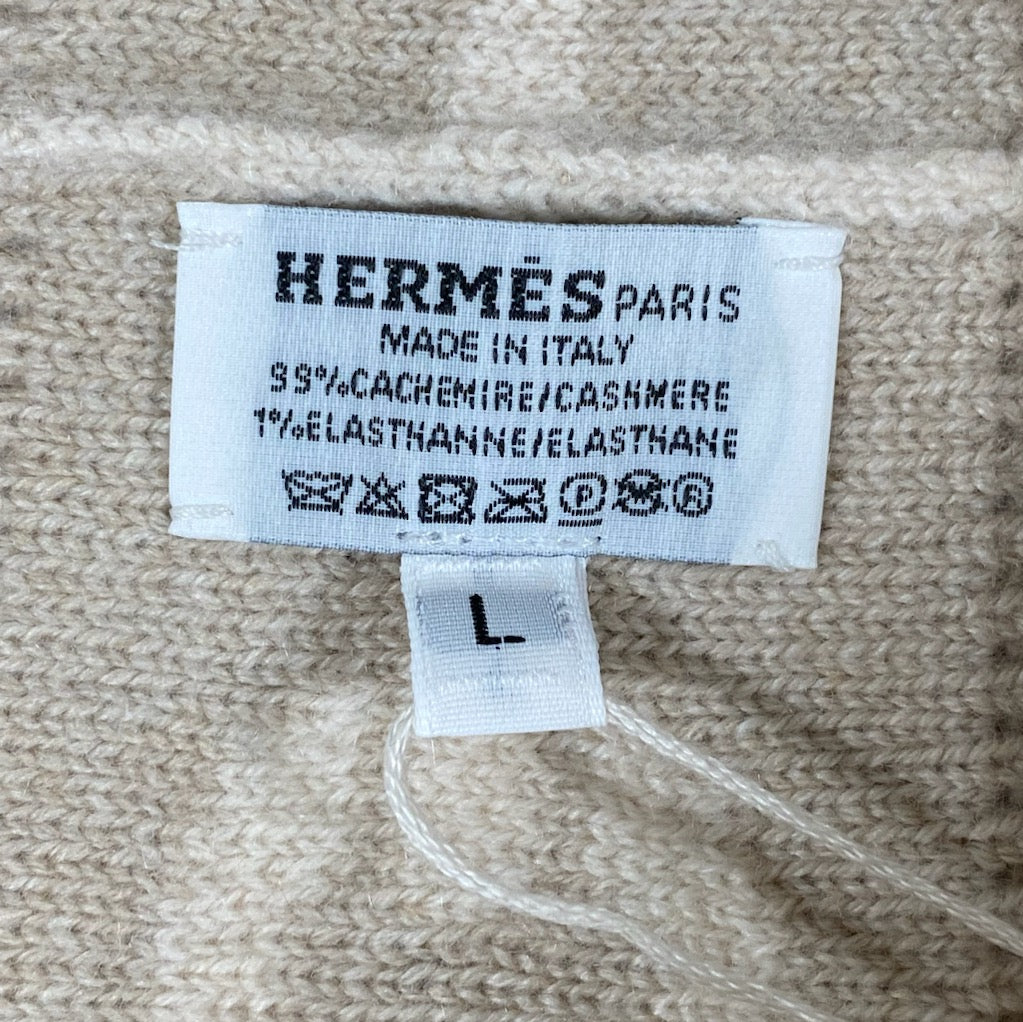 HERMÈS PARIS
MADE IN ITALY
99%CACHEMIRE/CASHMERE
1%ELASTHANNE/ELASTHANE
P R
L